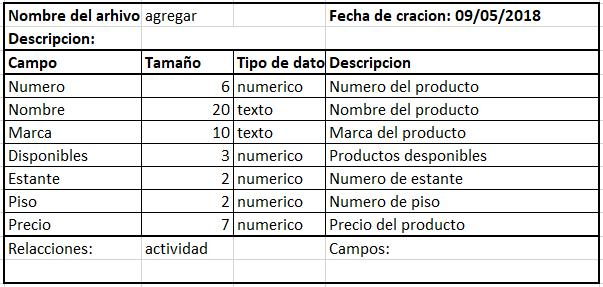 Nombre del arhivo agregar Fecha de cracion: 09/05/2018
Descripcion:
Campo Tamaño Tipo de dato Descripcion
Numero 6 numerico Numero del producto
Nombre 20 texto Nombre del producto
Marca 10 texto Marca del producto
Disponibles 3 numerico Productos desponibles
Estante 2 numerico Numero de estante
Piso 2 numerico Numero de piso
Precio 7 numerico Precio del producto
Relacciones: actividad Campos: